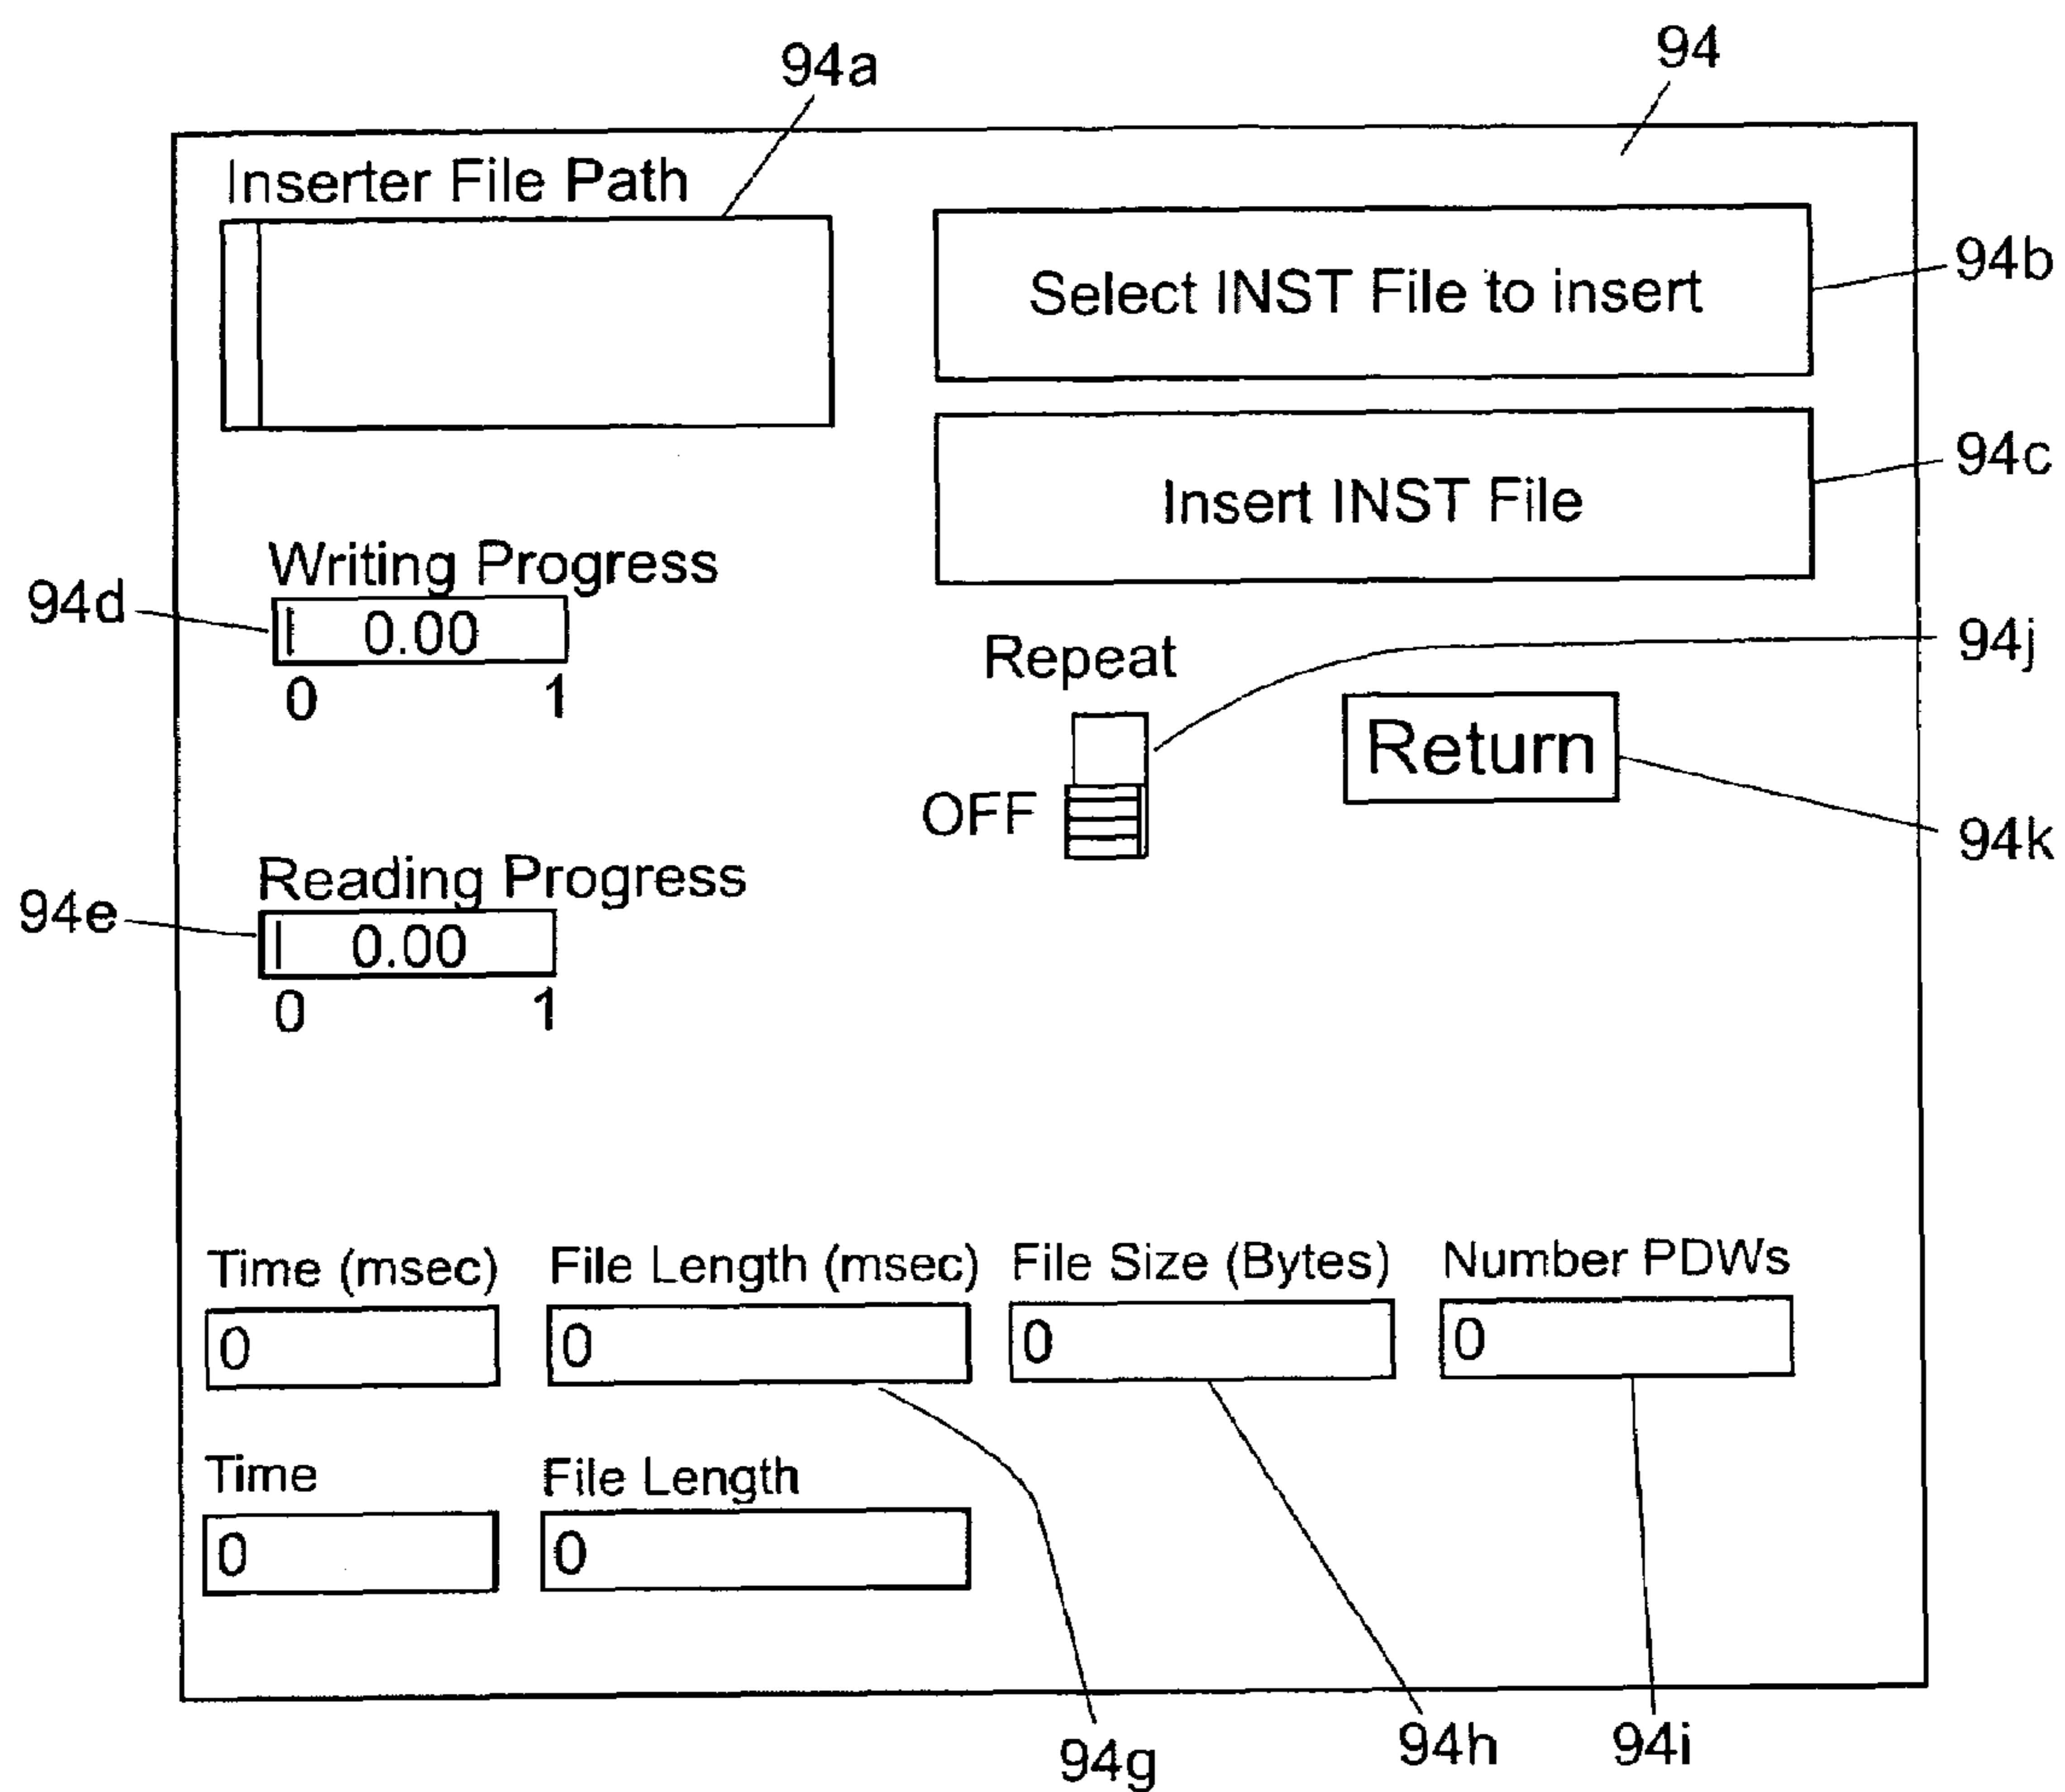 94a
94
Inserter File Path
Select INST File to insert
94b
Insert INST File
94c
Writing Progress
94d
0.00
0 1
Repeat
94j
Return
OFF
94k
Reading Progress
94e
0.00
0 1
Time (msec) File Length (msec) File Size (Bytes) Number PDWs
0 0 0 0
Time File Length
0 0
94g 94h 94i